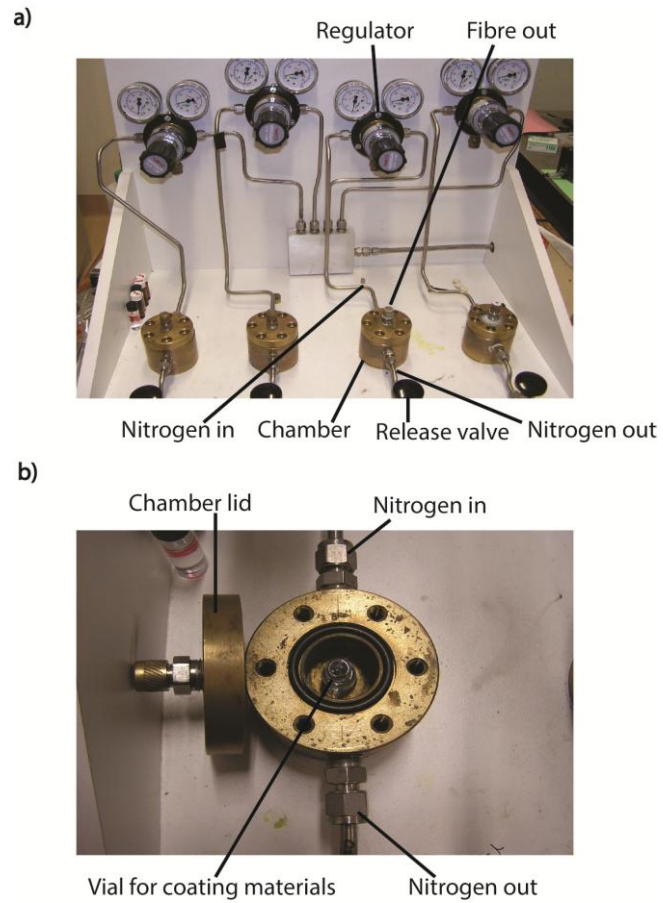 a)
Regulator Fibre out
Nitrogen in Chamber Release valve Nitrogen out
b)
Chamber lid Nitrogen in
Vial for coating materials Nitrogen out